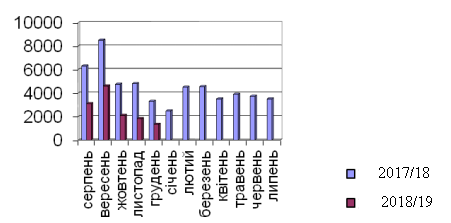 10000
8000
6000
4000
2000
0
серпень
вересень
жовтень
листопад
грудень
січень
лютий
березень
квітень
травень
червень
липень
2017/18
2018/19